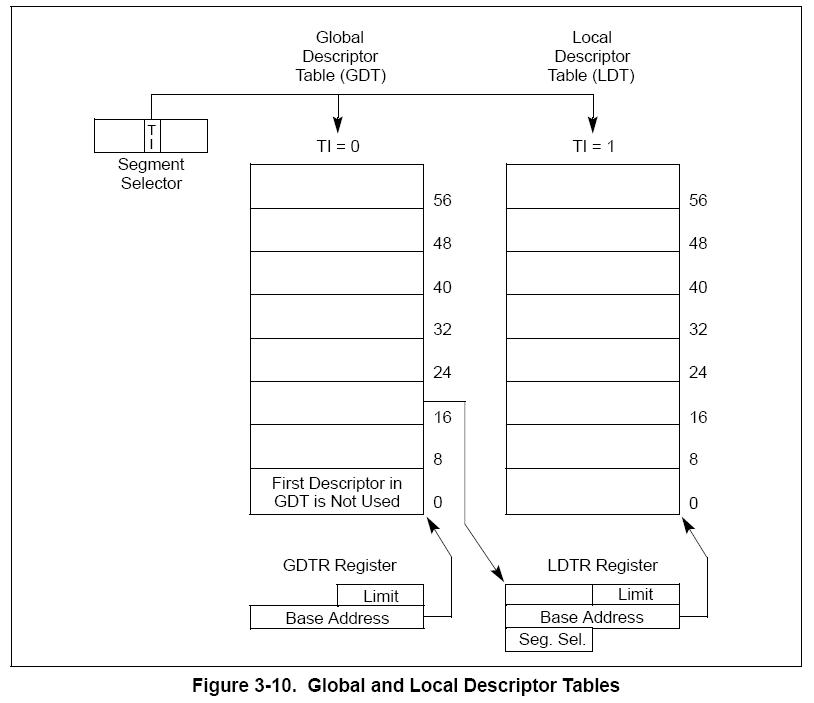 Global
Descriptor
Table (GDT)
Local
Descriptor
Table (LDT)
T
I
Segment
Selector
TI = 0
TI = 1
56
48
40
32
24
16
8
0
First Descriptor in
GDT is Not Used
56
48
40
32
24
16
8
0
GDTR Register
Limit
Base Address
LDTR Register
Limit
Base Address
Seg. Sel.
Figure 3-10. Global and Local Descriptor Tables